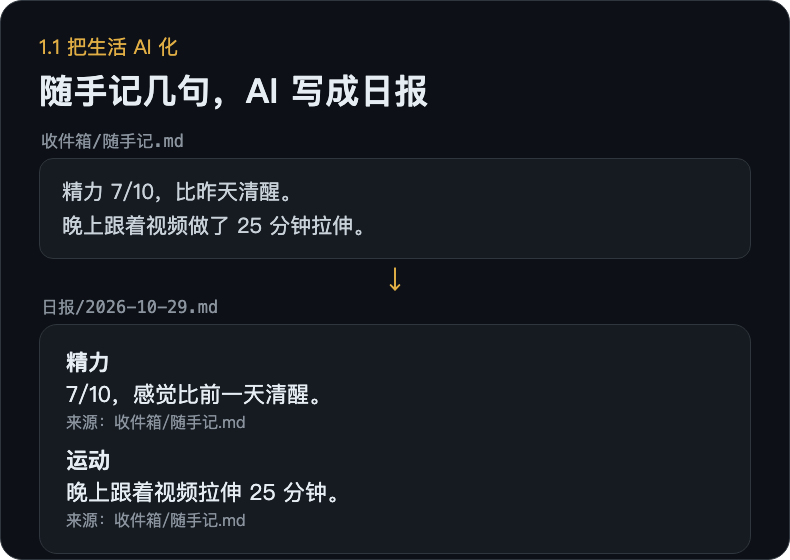 1.1 把生活 AI 化
随手记几句，AI 写成日报
收件箱/随手记.md
精力 7/10，比昨天清醒。
晚上跟着视频做了 25 分钟拉伸。
↓
日报/2026-10-29.md
精力
7/10，感觉比前一天清醒。
来源：收件箱/随手记.md
运动
晚上跟着视频拉伸 25 分钟。
来源：收件箱/随手记.md